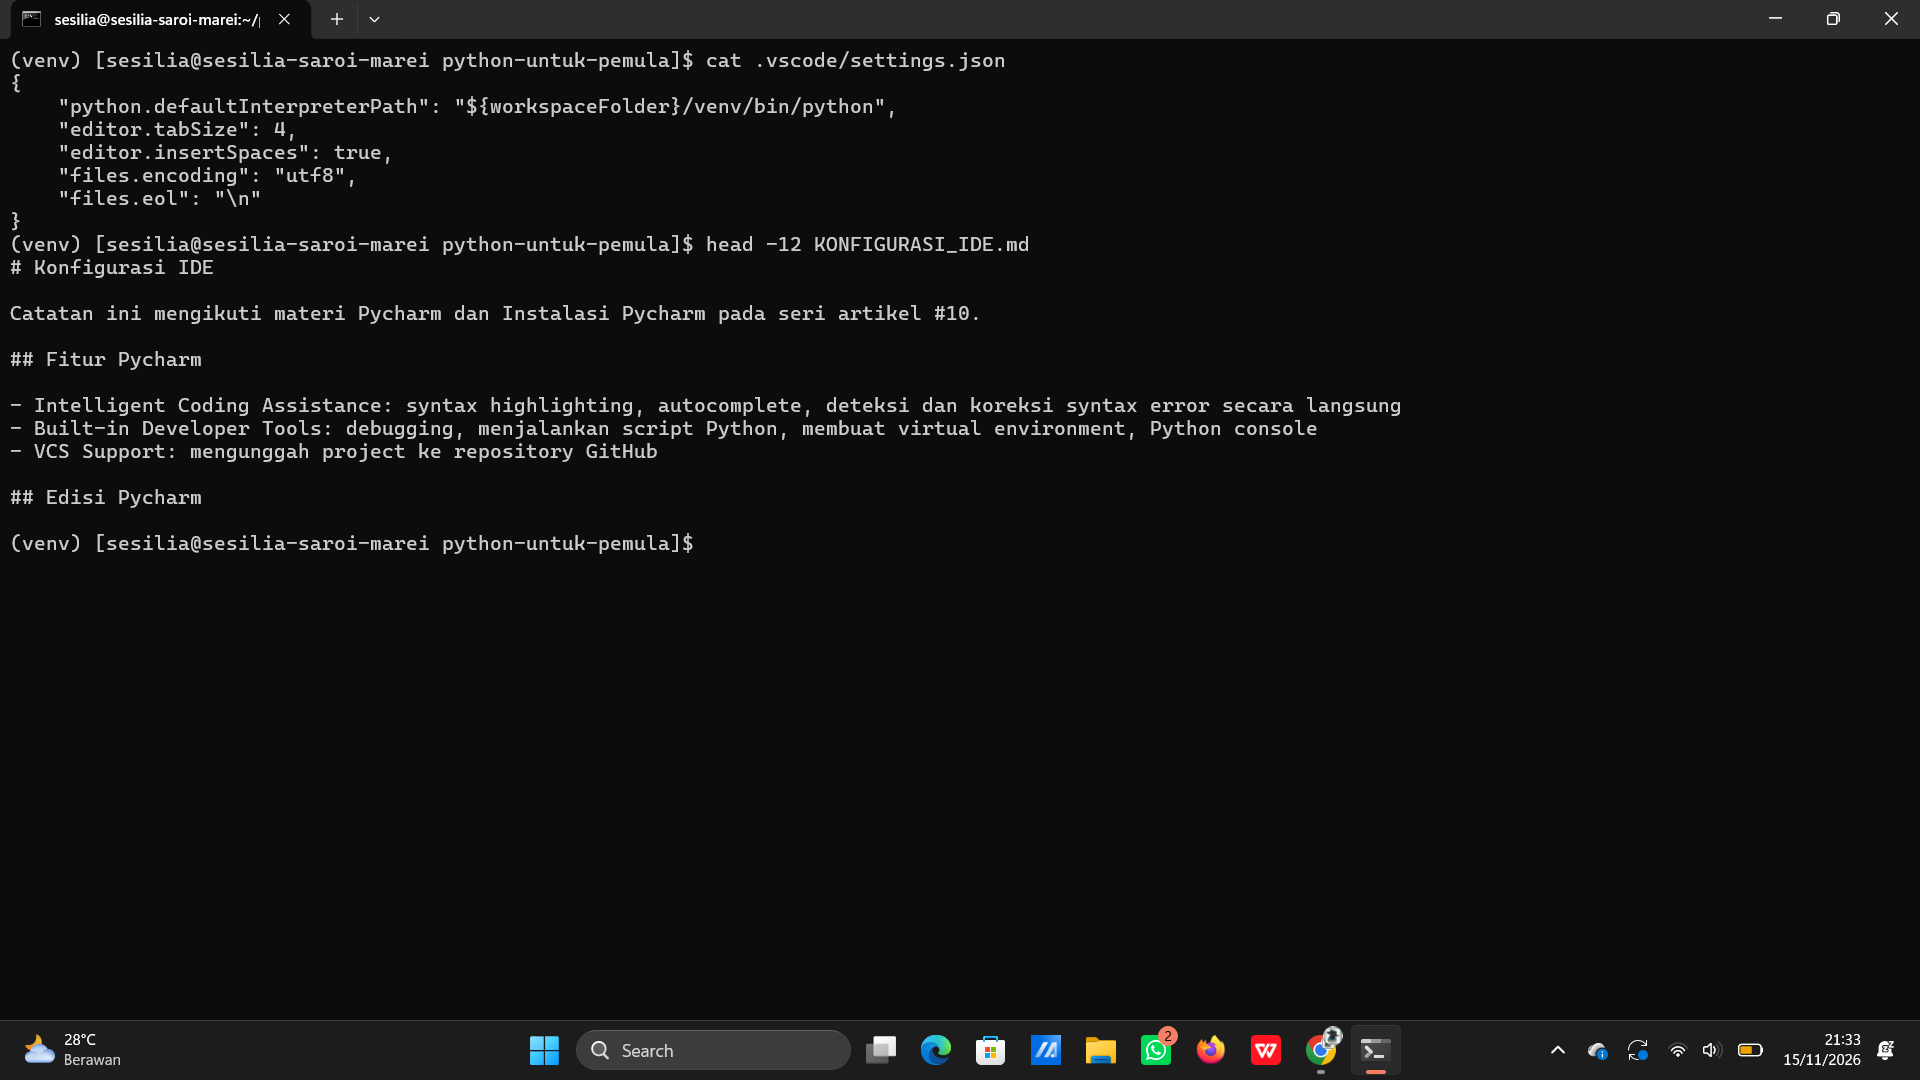 sesilia@sesilia-saroi-marei:~/
(venv) [sesilia@sesilia-saroi-marei python-untuk-pemula]$ cat .vscode/settings.json
{
    "python.defaultInterpreterPath": "${workspaceFolder}/venv/bin/python",
    "editor.tabSize": 4,
    "editor.insertSpaces": true,
    "files.encoding": "utf8",
    "files.eol": "\n"
}
(venv) [sesilia@sesilia-saroi-marei python-untuk-pemula]$ head -12 KONFIGURASI_IDE.md
# Konfigurasi IDE
Catatan ini mengikuti materi Pycharm dan Instalasi Pycharm pada seri artikel #10.
## Fitur Pycharm
- Intelligent Coding Assistance: syntax highlighting, autocomplete, deteksi dan koreksi syntax error secara langsung
- Built-in Developer Tools: debugging, menjalankan script Python, membuat virtual environment, Python console
- VCS Support: mengunggah project ke repository GitHub
## Edisi Pycharm
(venv) [sesilia@sesilia-saroi-marei python-untuk-pemula]$
28°C
Berawan
Search
2
21:33
15/11/2026